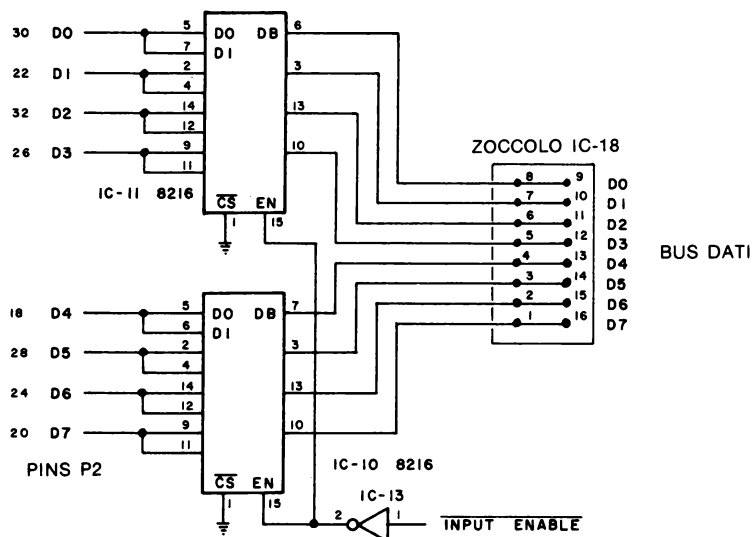 30 D0 5 D0 DB 6
7 D1
22 D1 2 3
4
32 D2 14 13
12
26 D3 9 10
11
IC-11 8216
CS EN
1 15
ZOCCOLO IC-18
8 9 D0
7 10 D1
6 11 D2
5 12 D3
4 13 D4
3 14 D5
2 15 D6
1 16 D7
BUS DATI
18 D4 5 D0 DB 7
6 D1
28 D5 2 3
4
24 D6 14 13
12
20 D7 9 10
11
PINS P2
IC-10 8216
CS EN
1 15
IC-13
2 1 INPUT ENABLE